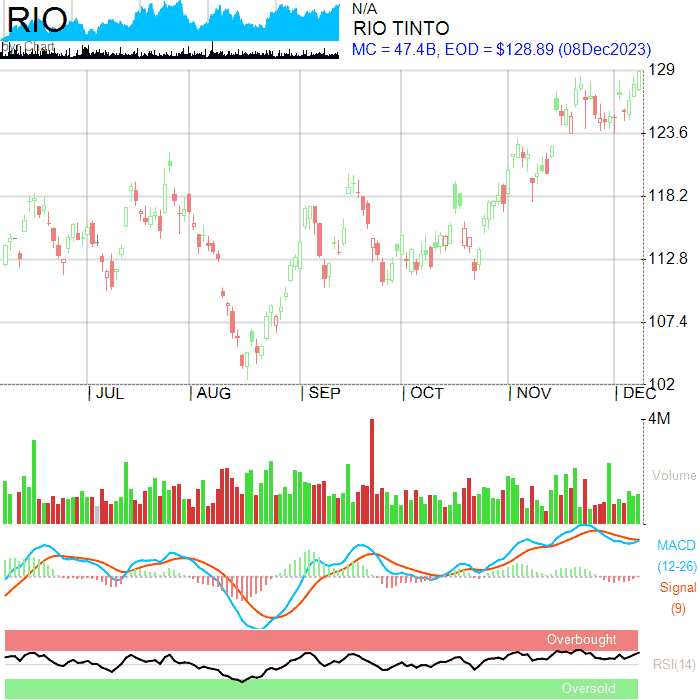 RIO
N/A
RIO TINTO
MC = 47.4B, EOD = $128.89 (08Dec2023)
129
123.6
118.2
112.8
107.4
102
JUL
AUG
SEP
OCT
NOV
DEC
4M
Volume
MACD
(12-26)
Signal
(9)
Overbought
RSI(14)
Oversold